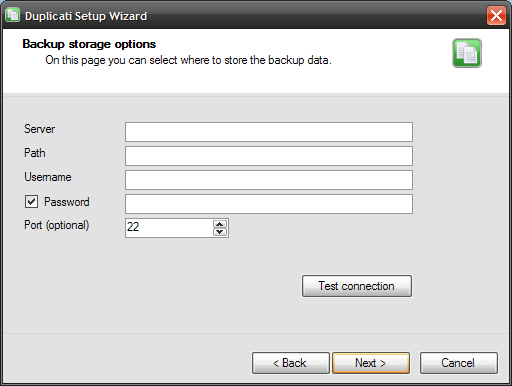 Duplicati Setup Wizard
Backup storage options
On this page you can select where to store the backup data.
Server
Path
Username
Password
Port (optional) 22
Test connection
< Back Next > Cancel